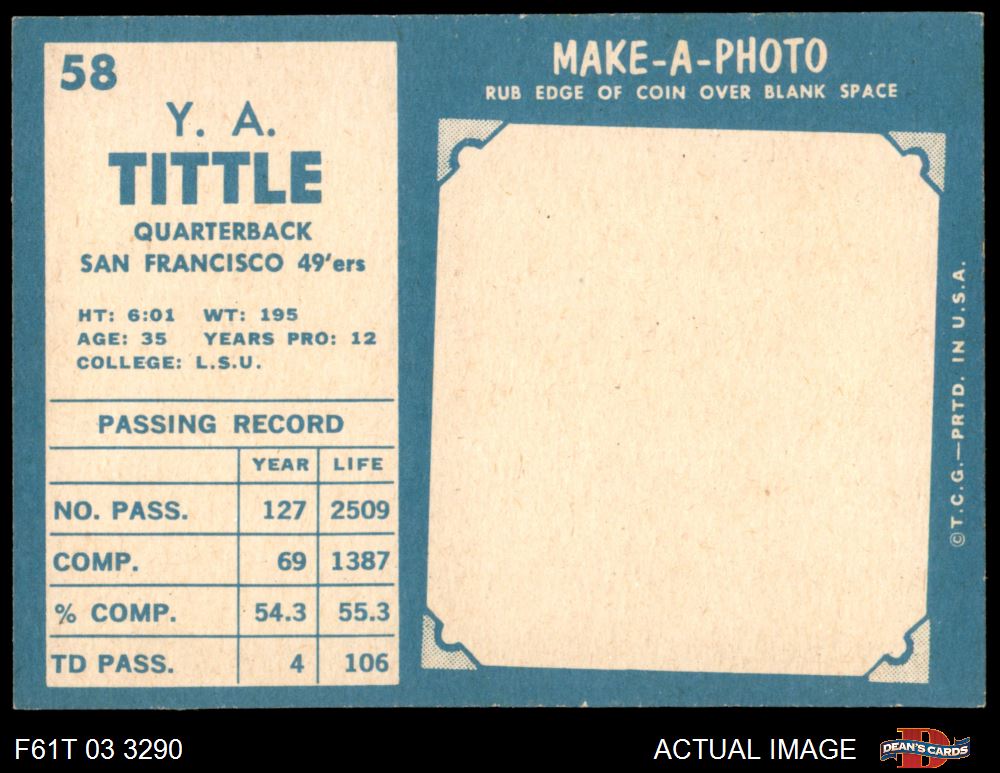 58
Y. A.
TITTLE
QUARTERBACK
SAN FRANCISCO 49'ers
HT: 6:01 WT: 195
AGE: 35 YEARS PRO: 12
COLLEGE: L.S.U.
PASSING RECORD
YEAR LIFE
NO. PASS. 127 2509
COMP. 69 1387
% COMP. 54.3 55.3
TD PASS. 4 106
MAKE-A-PHOTO
RUB EDGE OF COIN OVER BLANK SPACE
©T.C.G.—PRTD. IN U.S.A.
F61T 03 3290
ACTUAL IMAGE
DEAN'S CARDS